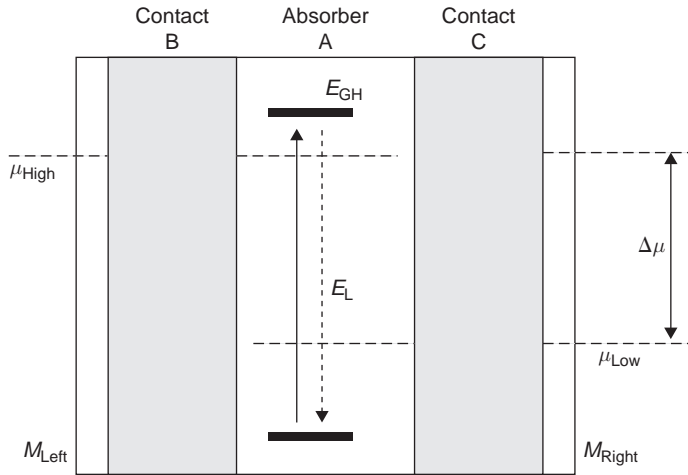 Contact
B
Absorber
A
Contact
C
E_GH
μ_High
Δμ
E_L
μ_Low
M_Left
M_Right